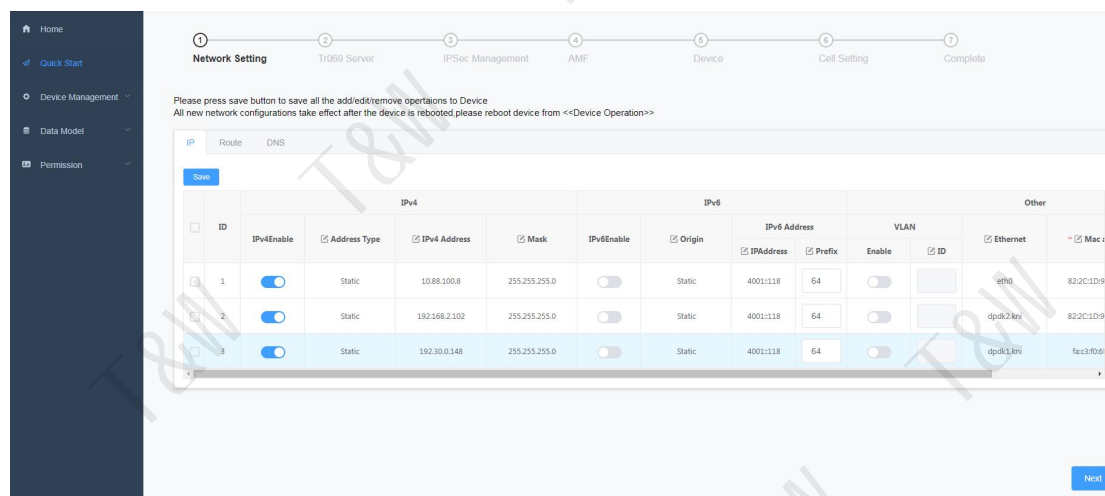 Home
Quick Start
Device Management
Data Model
Permission
1 2 3 4 5 6 7
Network Setting Tr069 Server IPSec Management AMF Device Cell Setting Complete
Please press save button to save all the add/edit/remove opertaions to Device
All new network configurations take effect after the device is rebooted,please reboot device from <<Device Operation>>
IP Route DNS
Save
IPv4 IPv6 Other
ID IPv4Enable Address Type IPv4 Address Mask IPv6Enable Origin IPv6 Address VLAN Ethernet * Mac a
IPAddress Prefix Enable ID
1 Static 10.88.100.8 255.255.255.0 Static 4001::118 64 eth0 82:2C:1D:9
2 Static 192.168.2.102 255.255.255.0 Static 4001::118 64 dpdk2.kni 82:2C:1D:9
3 Static 192.30.0.148 255.255.255.0 Static 4001::118 64 dpdk1.kni fa:c3:f0:6
Next
T&W
T&W
T&W
T&W